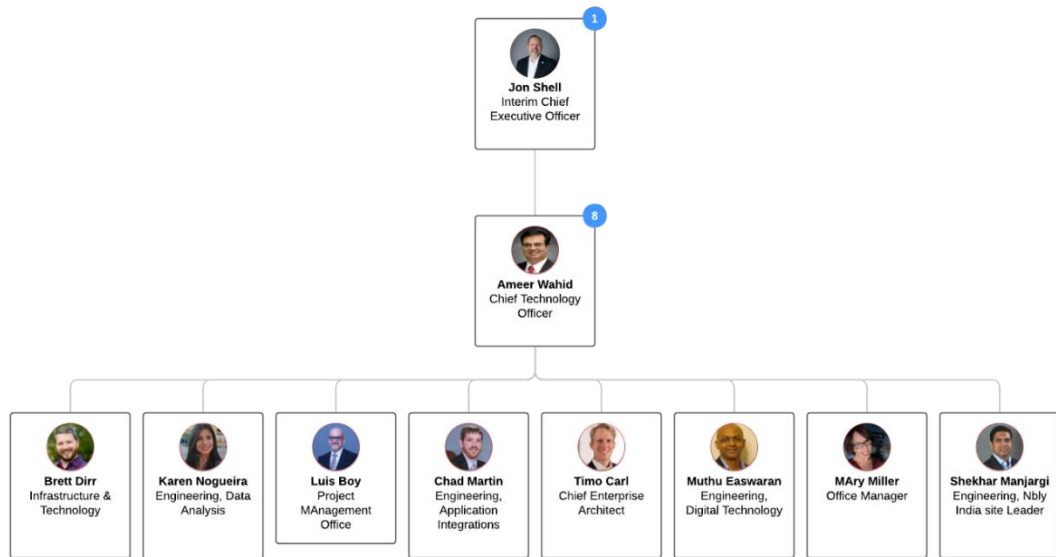 1
Jon Shell
Interim Chief
Executive Officer
8
Ameer Wahid
Chief Technology
Officer
Brett Dirr
Infrastructure &
Technology
Karen Nogueira
Engineering, Data
Analysis
Luis Boy
Project
MAnagement
Office
Chad Martin
Engineering,
Application
Integrations
Timo Carl
Chief Enterprise
Architect
Muthu Easwaran
Engineering,
Digital Technology
MAry Miller
Office Manager
Shekhar Manjargi
Engineering, Nbly
India site Leader